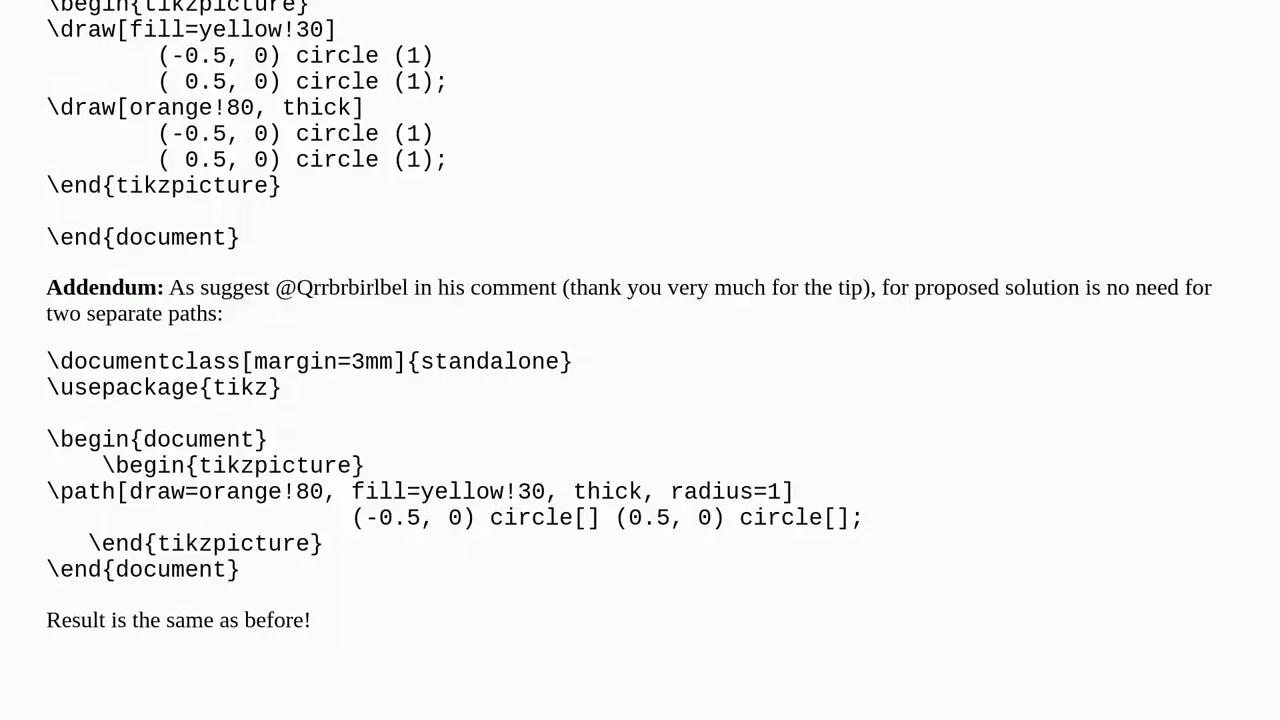 \begin{tikzpicture}
\draw[fill=yellow!30]
        (-0.5, 0) circle (1)
        ( 0.5, 0) circle (1);
\draw[orange!80, thick]
        (-0.5, 0) circle (1)
        ( 0.5, 0) circle (1);
\end{tikzpicture}

\end{document}

Addendum: As suggest @Qrrbrbirlbel in his comment (thank you very much for the tip), for proposed solution is no need for
two separate paths:

\documentclass[margin=3mm]{standalone}
\usepackage{tikz}

\begin{document}
    \begin{tikzpicture}
\path[draw=orange!80, fill=yellow!30, thick, radius=1]
                      (-0.5, 0) circle[] (0.5, 0) circle[];
   \end{tikzpicture}
\end{document}

Result is the same as before!